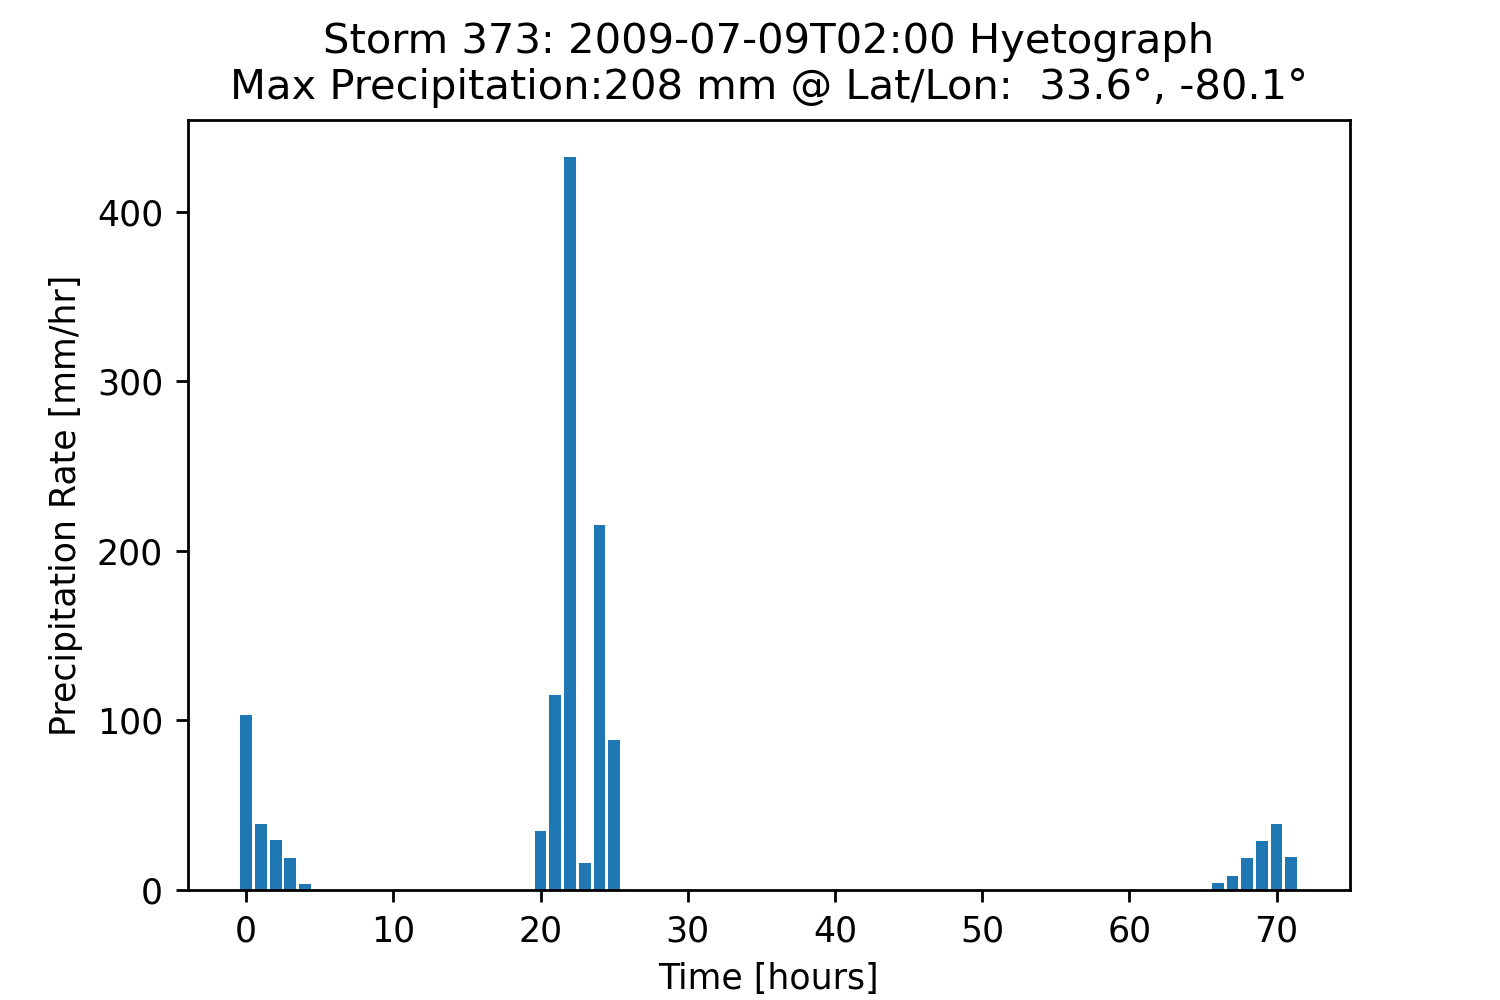 Storm 373: 2009-07-09T02:00 Hyetograph
Max Precipitation:208 mm @ Lat/Lon:  33.6°, -80.1°
Precipitation Rate [mm/hr]
400
300
200
100
0
0 10 20 30 40 50 60 70
Time [hours]